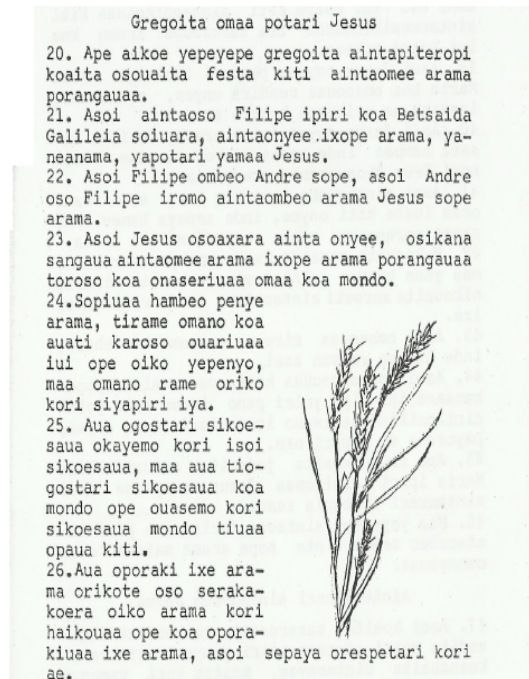 Gregoita omaa potari Jesus
20. Ape aikoe yepeyepe gregoita aintapiteropi
koaita osouaita festa kiti aintaomee arama
porangauaa.
21. Asoi aintaoso Filipe ipiri koa Betsaida
Galileia soiuara, aintaonyee.ixope arama, ya-
neanama, yapotari yamaa Jesus.
22. Asoi Filipe ombeo Andre sope, asoi Andre
oso Filipe iromo aintaombeo arama Jesus sope
arama.
23. Asoi Jesus osoaxara ainta onyee, osikana
sangaua aintaomee arama ixope arama porangauaa
toroso koa onaseriuaa omaa koa mondo.
24.Sopiuaa hambeo penye
arama, tirame omano koa
auati karoso ouariuaa
iui ope oiko yepenyo,
maa omano rame oriko
kori siyapiri iya.
25. Aua ogostari sikoe-
saua okayemo kori isoi
sikoesaua, maa aua tio-
gostari sikoesaua koa
mondo ope ouasemo kori
sikoesaua mondo tiuaa
opaua kiti.
26.Aua oporaki ixe ara-
ma orikote oso seraka-
koera oiko arama kori
haikouaa ope koa opora-
kiuaa ixe arama, asoi sepaya orespetari kori
ae.